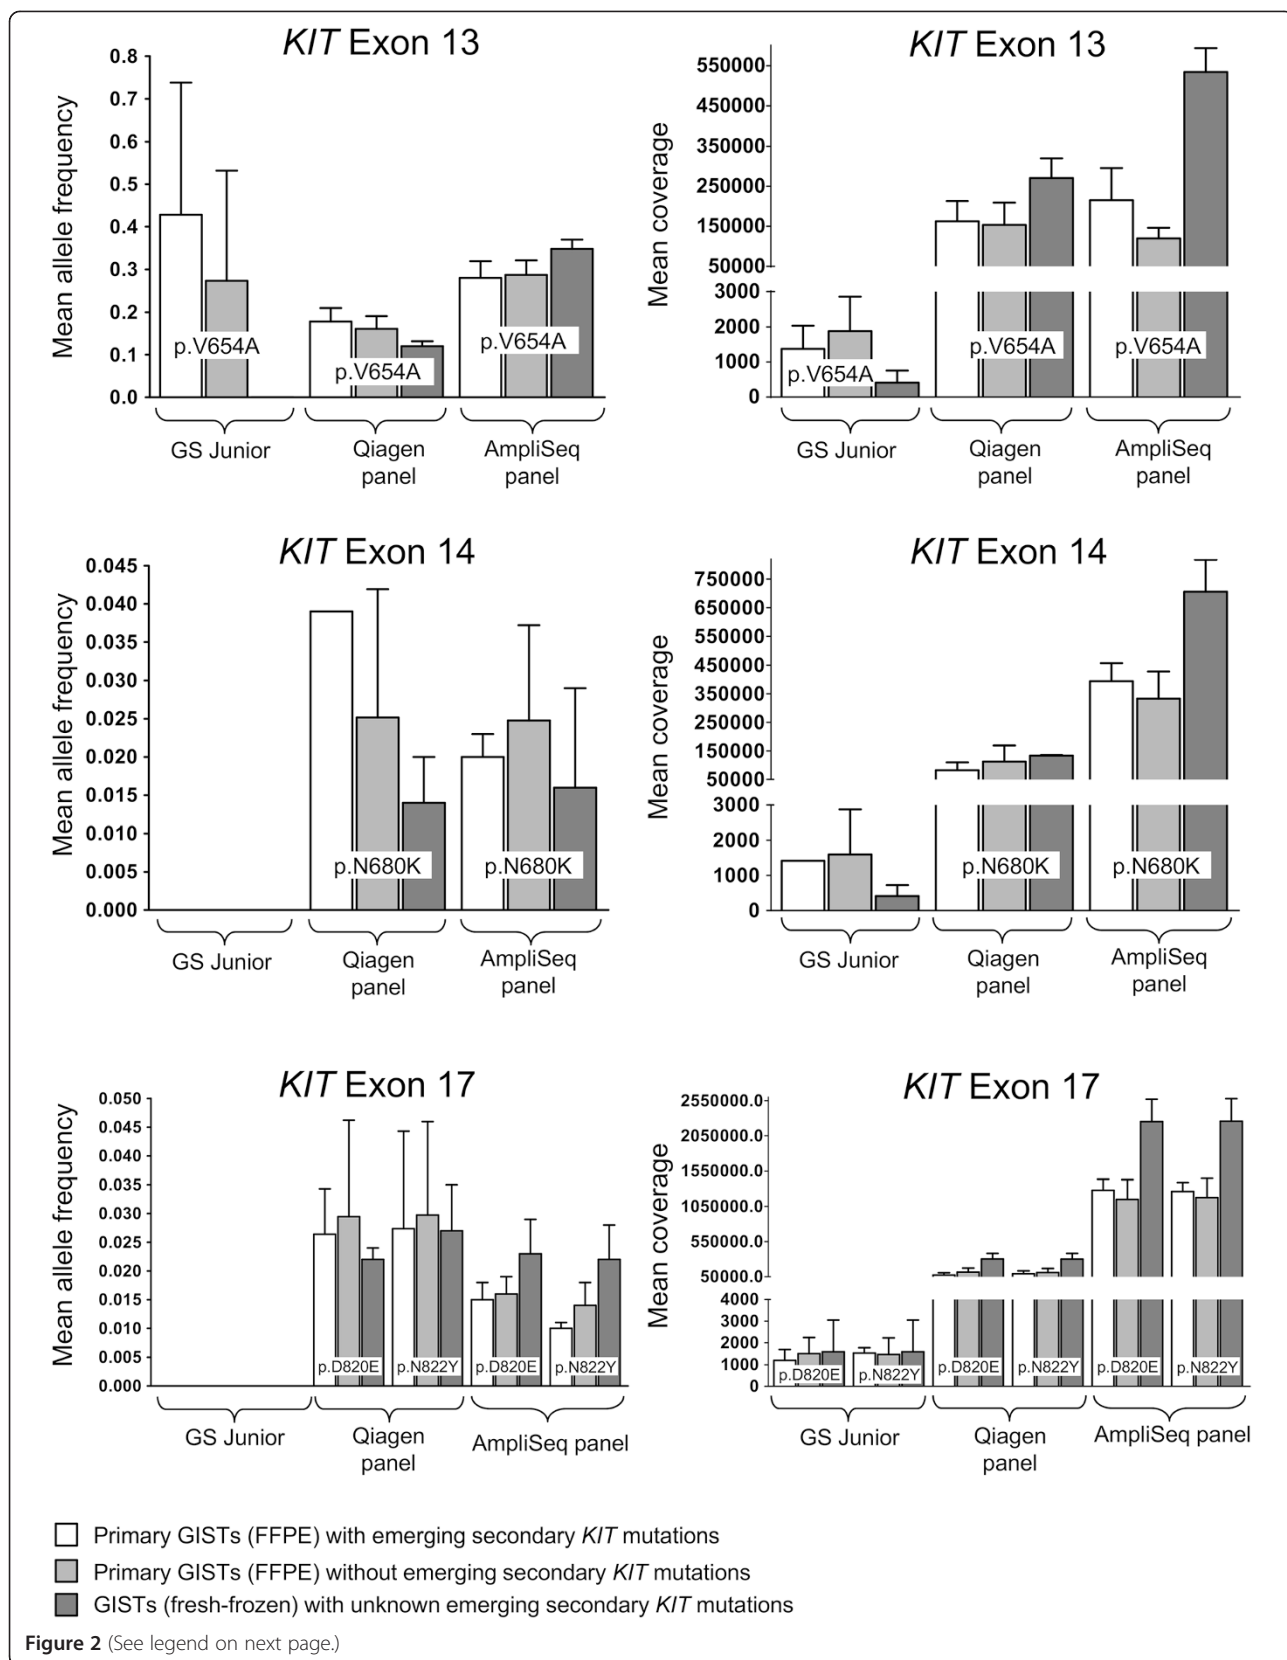 KIT Exon 13
Mean allele frequency
0.8
0.7
0.6
0.5
0.4
0.3
0.2
0.1
0.0
p.V654A
p.V654A
p.V654A
GS Junior
Qiagen
panel
AmpliSeq
panel
KIT Exon 13
Mean coverage
550000
450000
350000
250000
150000
50000
3000
2000
1000
0
p.V654A
p.V654A
p.V654A
GS Junior
Qiagen
panel
AmpliSeq
panel
KIT Exon 14
Mean allele frequency
0.045
0.040
0.035
0.030
0.025
0.020
0.015
0.010
0.005
0.000
p.N680K
p.N680K
GS Junior
Qiagen
panel
AmpliSeq
panel
KIT Exon 14
Mean coverage
750000
650000
550000
450000
350000
250000
150000
50000
3000
2000
1000
0
p.N680K
p.N680K
GS Junior
Qiagen
panel
AmpliSeq
panel
KIT Exon 17
Mean allele frequency
0.050
0.045
0.040
0.035
0.030
0.025
0.020
0.015
0.010
0.005
0.000
p.D820E
p.N822Y
p.D820E
p.N822Y
GS Junior
Qiagen
panel
AmpliSeq panel
KIT Exon 17
Mean coverage
2550000.0
2050000.0
1550000.0
1050000.0
550000.0
50000.0
4000
3000
2000
1000
0
p.D820E
p.N822Y
p.D820E
p.N822Y
p.D820E
p.N822Y
GS Junior
Qiagen
panel
AmpliSeq panel
Primary GISTs (FFPE) with emerging secondary KIT mutations
Primary GISTs (FFPE) without emerging secondary KIT mutations
GISTs (fresh-frozen) with unknown emerging secondary KIT mutations
Figure 2 (See legend on next page.)